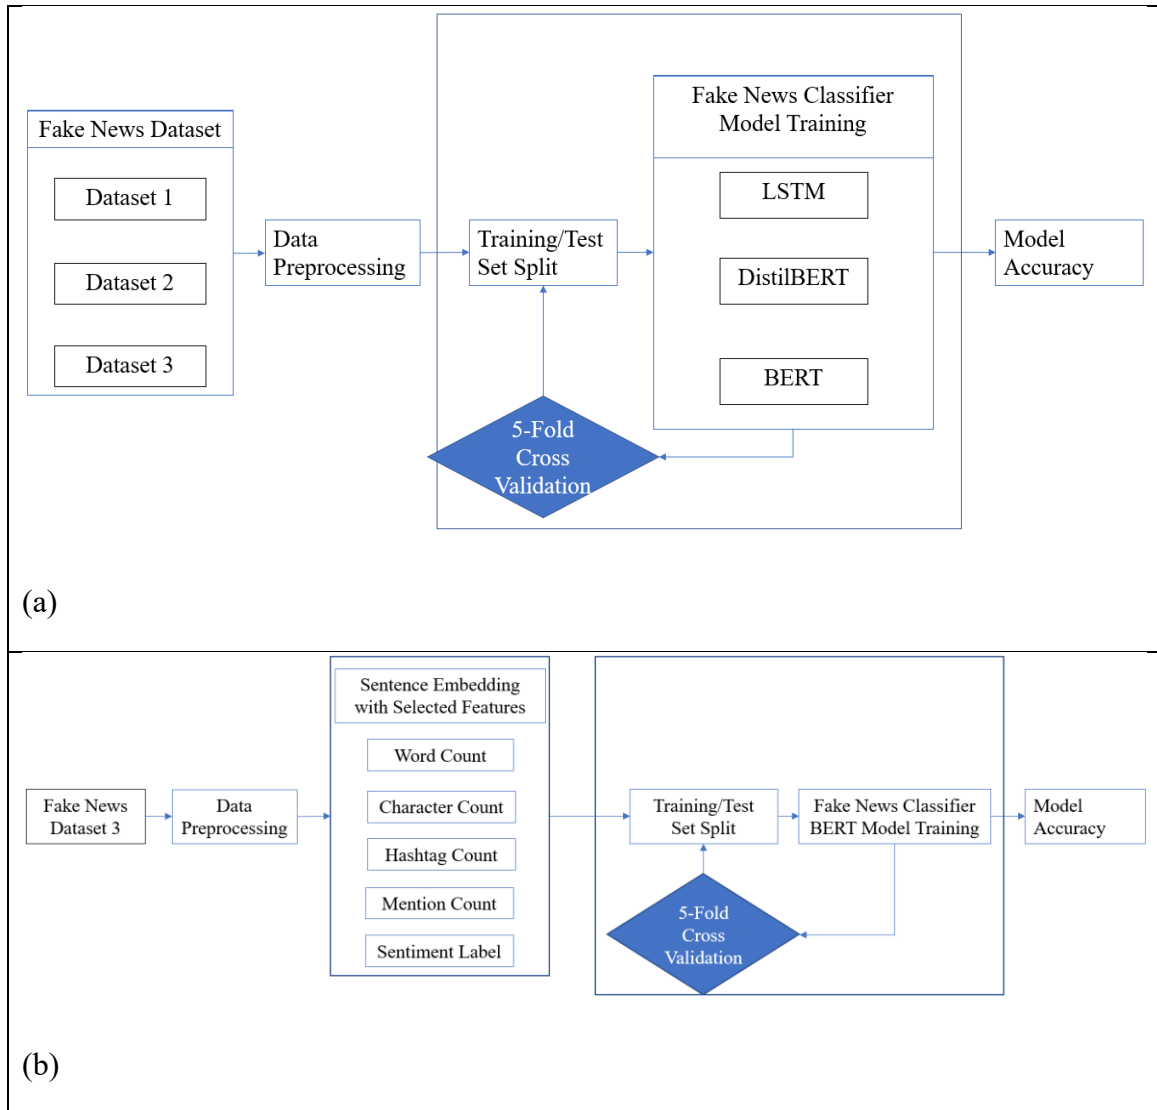 Fake News Dataset
Dataset 1
Dataset 2
Dataset 3
Data
Preprocessing
Training/Test
Set Split
Fake News Classifier
Model Training
LSTM
DistilBERT
BERT
5-Fold
Cross
Validation
Model
Accuracy
(a)
Fake News
Dataset 3
Data
Preprocessing
Sentence Embedding
with Selected Features
Word Count
Character Count
Hashtag Count
Mention Count
Sentiment Label
Training/Test
Set Split
Fake News Classifier
BERT Model Training
5-Fold
Cross
Validation
Model
Accuracy
(b)